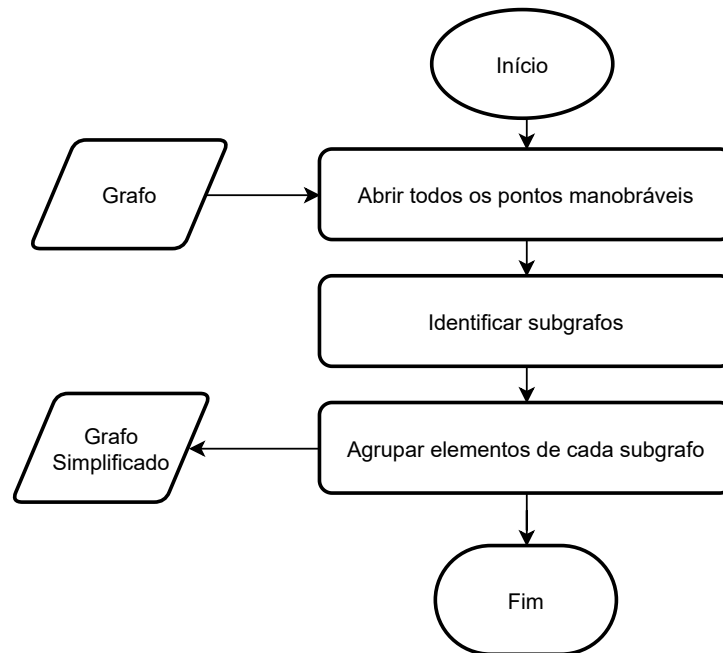 Início
Grafo
Abrir todos os pontos manobráveis
Identificar subgrafos
Grafo
Simplificado
Agrupar elementos de cada subgrafo
Fim